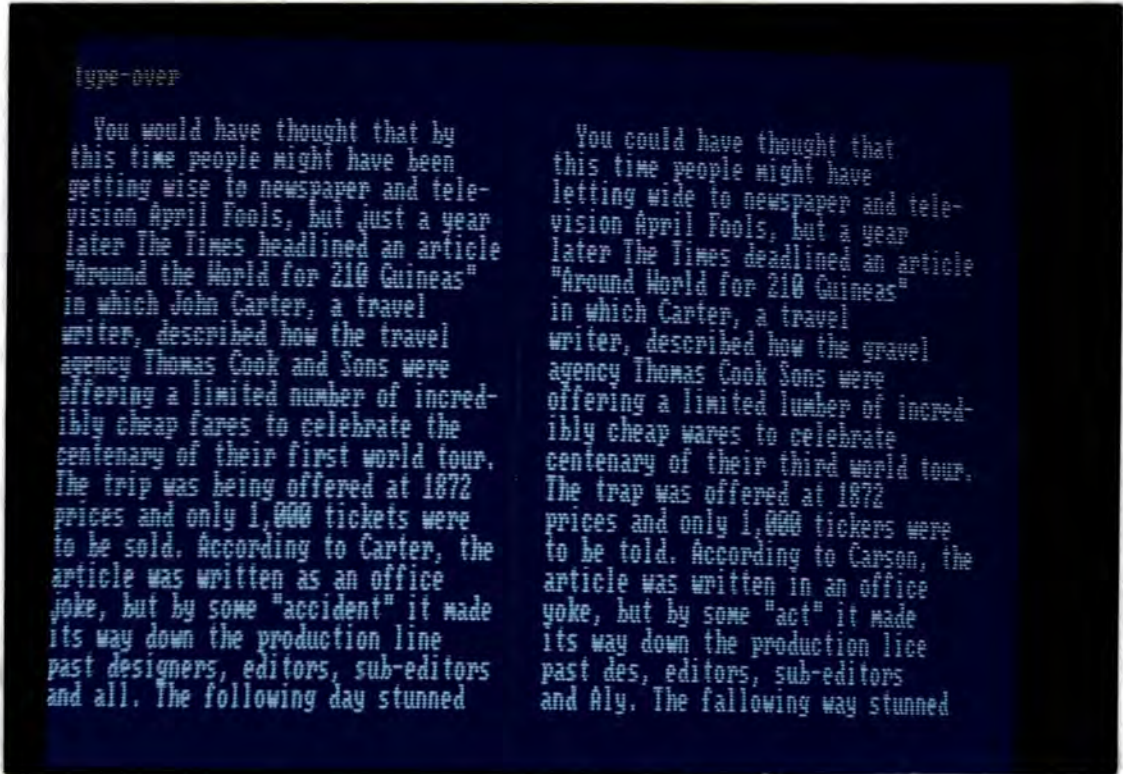 type-over
You would have thought that by
this time people might have been
getting wise to newspaper and tele-
vision April Fools, but just a year
later The Times headlined an article
"Around the World for 210 Guineas"
in which John Carter, a travel
writer, described how the travel
agency Thomas Cook and Sons were
offering a limited number of incred-
ibly cheap fares to celebrate the
centenary of their first world tour.
The trip was being offered at 1872
prices and only 1,000 tickets were
to be sold. According to Carter, the
article was written as an office
joke, but by some "accident" it made
its way down the production line
past designers, editors, sub-editors
and all. The following day stunned
You could have thought that
this time people might have
letting wide to newspaper and tele-
vision April Fools, but a year
later The Times deadlined an article
"Around World for 210 Guineas"
in which Carter, a travel
writer, described how the gravel
agency Thomas Cook Sons were
offering a limited lumber of incred-
ibly cheap wares to celebrate
centenary of their third world tour.
The trap was offered at 1872
prices and only 1,000 tickers were
to be told. According to Carson, the
article was written in an office
yoke, but by some "act" it made
its way down the production lice
past des, editors, sub-editors
and Aly. The fallowing way stunned